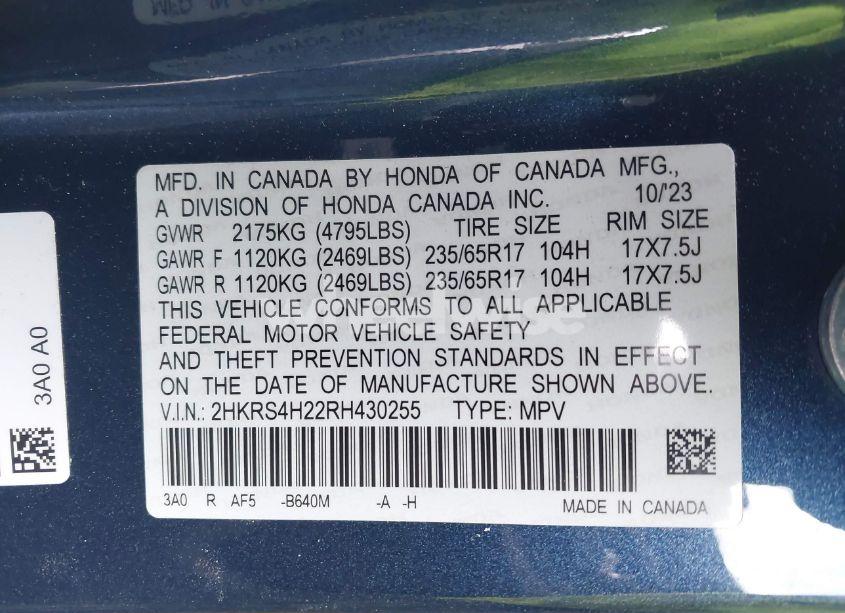 MFD. IN CANADA BY HONDA OF CANADA MFG.,
A DIVISION OF HONDA CANADA INC. 10/'23
GVWR 2175KG (4795LBS) TIRE SIZE RIM SIZE
GAWR F 1120KG (2469LBS) 235/65R17 104H 17X7.5J
GAWR R 1120KG (2469LBS) 235/65R17 104H 17X7.5J
THIS VEHICLE CONFORMS TO ALL APPLICABLE
FEDERAL MOTOR VEHICLE SAFETY
AND THEFT PREVENTION STANDARDS IN EFFECT
ON THE DATE OF MANUFACTURE SHOWN ABOVE.
V.I.N.: 2HKRS4H22RH430255 TYPE: MPV
3A0 R AF5 -B640M -A -H MADE IN CANADA
3A0 A0